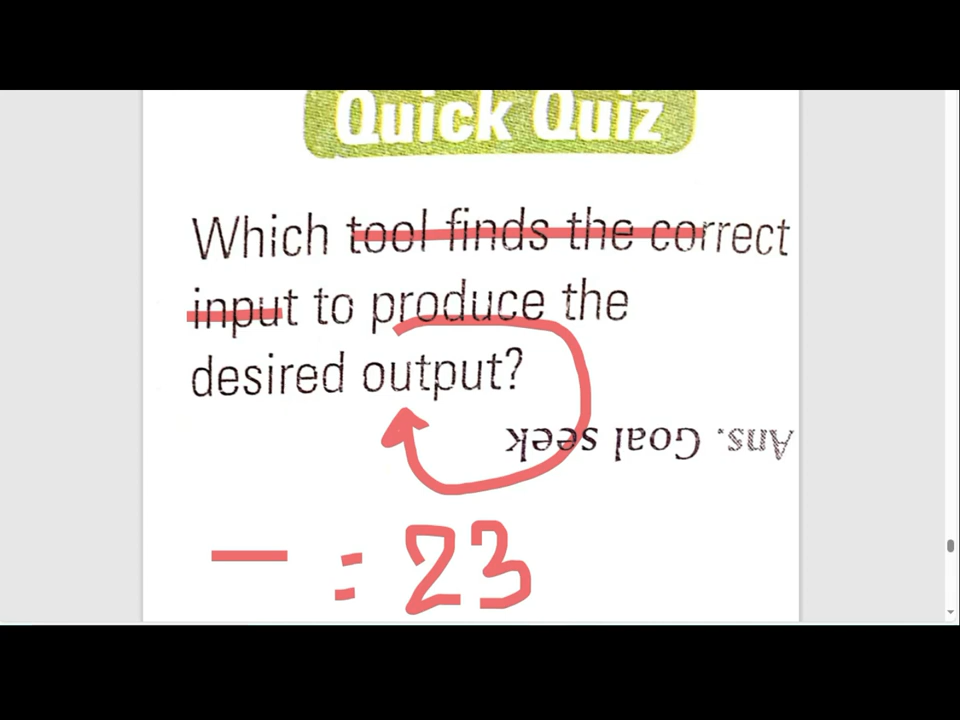 Quick Quiz
Which tool finds the correct
input to produce the
desired output?
Ans. Goal seek
— = 23